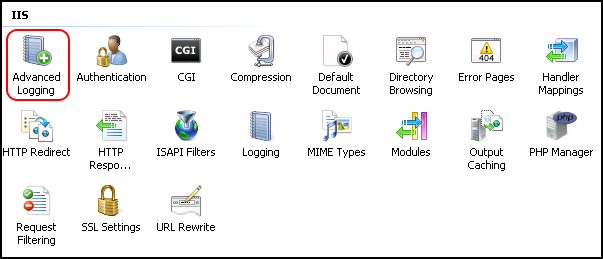 IIS
CGI
404
php
Advanced Logging
Authentication
CGI
Compression
Default Document
Directory Browsing
Error Pages
Handler Mappings
HTTP Redirect
HTTP Respo...
ISAPI Filters
Logging
MIME Types
Modules
Output Caching
PHP Manager
Request Filtering
SSL Settings
URL Rewrite